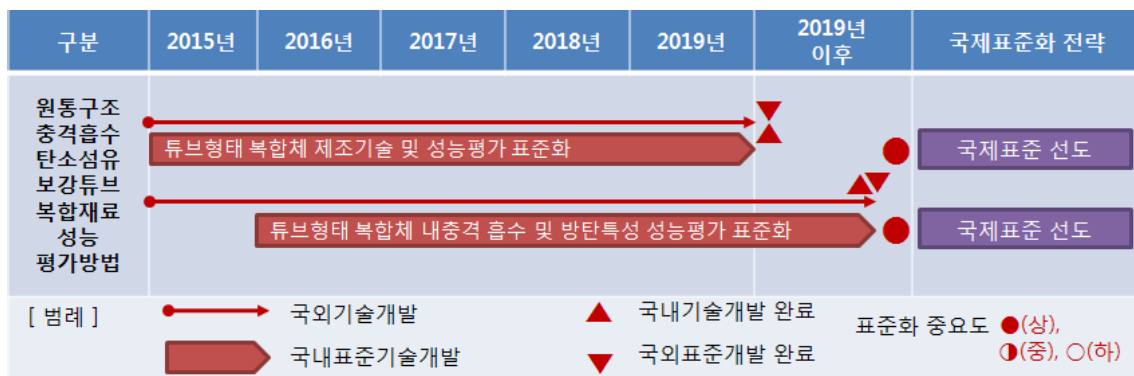 구분
2015년
2016년
2017년
2018년
2019년
2019년
이후
국제표준화 전략
원통구조
충격흡수
탄소섬유
보강튜브
복합재료
성능
평가방법
튜브형태 복합체 제조기술 및 성능평가 표준화
국제표준 선도
튜브형태 복합체 내충격 흡수 및 방탄특성 성능평가 표준화
국제표준 선도
[ 범례 ]
국외기술개발
국내기술개발 완료
국내표준기술개발
국외표준개발 완료
표준화 중요도 ●(상),
◑(중), ○(하)